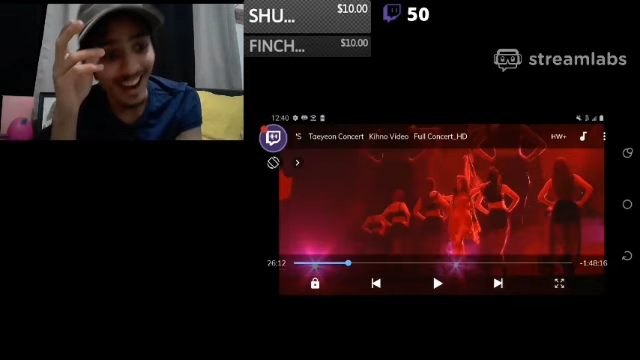 SHU... $10.00
FINCH... $10.00
50
streamlabs
12:40
'S Taeyeon Concert Kihno Video Full Concert_HD HW+
26:12 -1:48:16